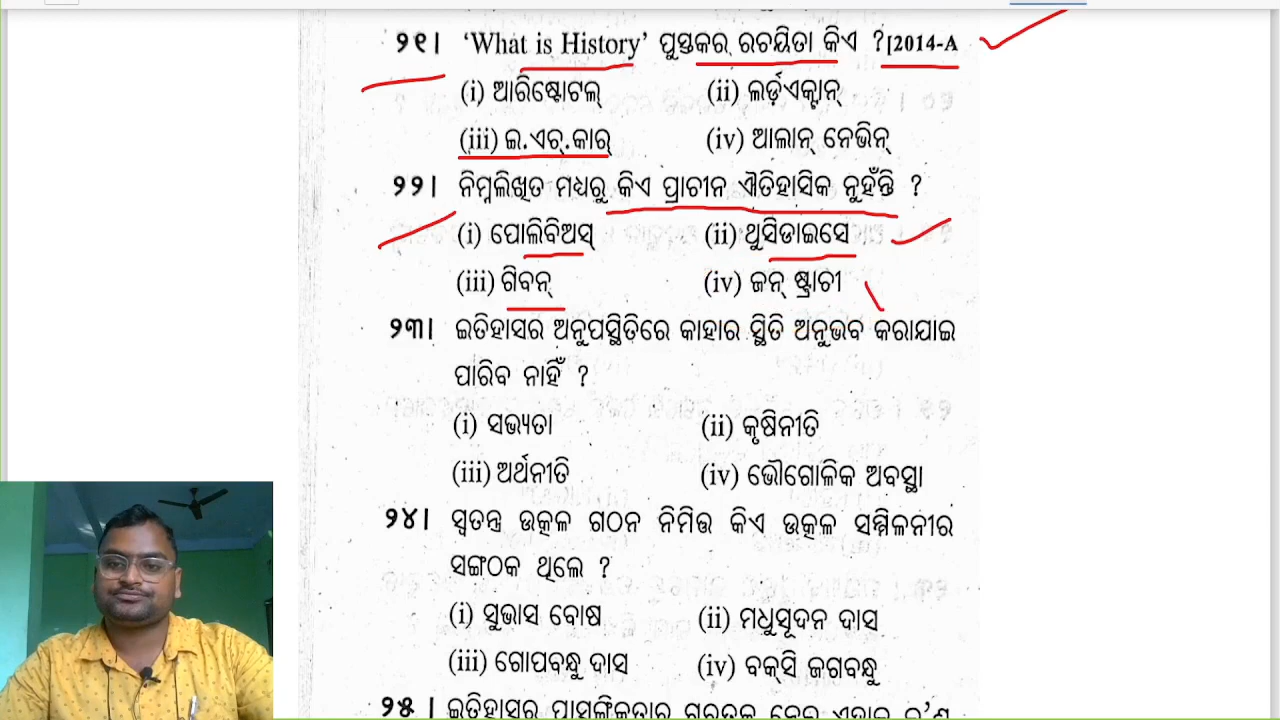 ୨୧। 'What is History' ପୁସ୍ତକର ରଚୟିତା କିଏ ?[2014-A
(i) ଆରିଷ୍ଟୋଟଲ୍ (ii) ଲର୍ଡ଼ଏକ୍ଟାନ୍
(iii) ଇ.ଏଚ୍.କାର୍ (iv) ଆଲାନ୍ ନେଭିନ୍
୨୨। ନିମ୍ନଲିଖିତ ମଧ୍ୟରୁ କିଏ ପ୍ରାଚୀନ ଐତିହାସିକ ନୁହଁନ୍ତି ?
(i) ପୋଲିବିଅସ୍ (ii) ଥୁସିଡାଇସେ
(iii) ଗିବନ୍ (iv) ଜନ୍ ଷ୍ଟ୍ରାଚୀ
୨୩। ଇତିହାସର ଅନୁପସ୍ଥିତିରେ କାହାର ସ୍ଥିତି ଅନୁଭବ କରାଯାଇ
ପାରିବ ନାହିଁ ?
(i) ସଭ୍ୟତା (ii) କୃଷିନୀତି
(iii) ଅର୍ଥନୀତି (iv) ଭୌଗୋଳିକ ଅବସ୍ଥା
୨୪। ସ୍ୱତନ୍ତ୍ର ଉତ୍କଳ ଗଠନ ନିମିତ୍ତ କିଏ ଉତ୍କଳ ସମ୍ମିଳନୀର
ସଙ୍ଗଠକ ଥିଲେ ?
(i) ସୁଭାସ ବୋଷ (ii) ମଧୁସୂଦନ ଦାସ
(iii) ଗୋପବନ୍ଧୁ ଦାସ (iv) ବକ୍‌ସି ଜଗବନ୍ଧୁ
୨୫। ଇତିହାସର